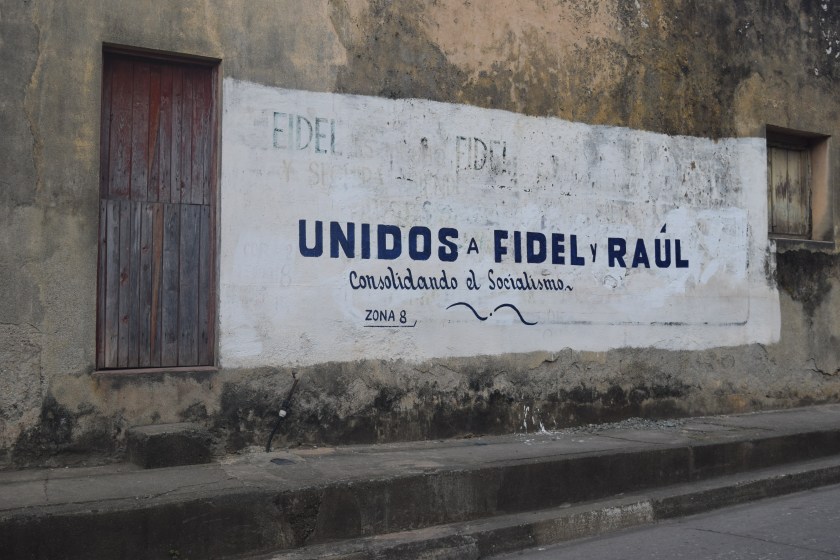 FIDEL FIDEL
UNIDOS A FIDEL Y RAÚL
Consolidando el Socialismo
ZONA 8